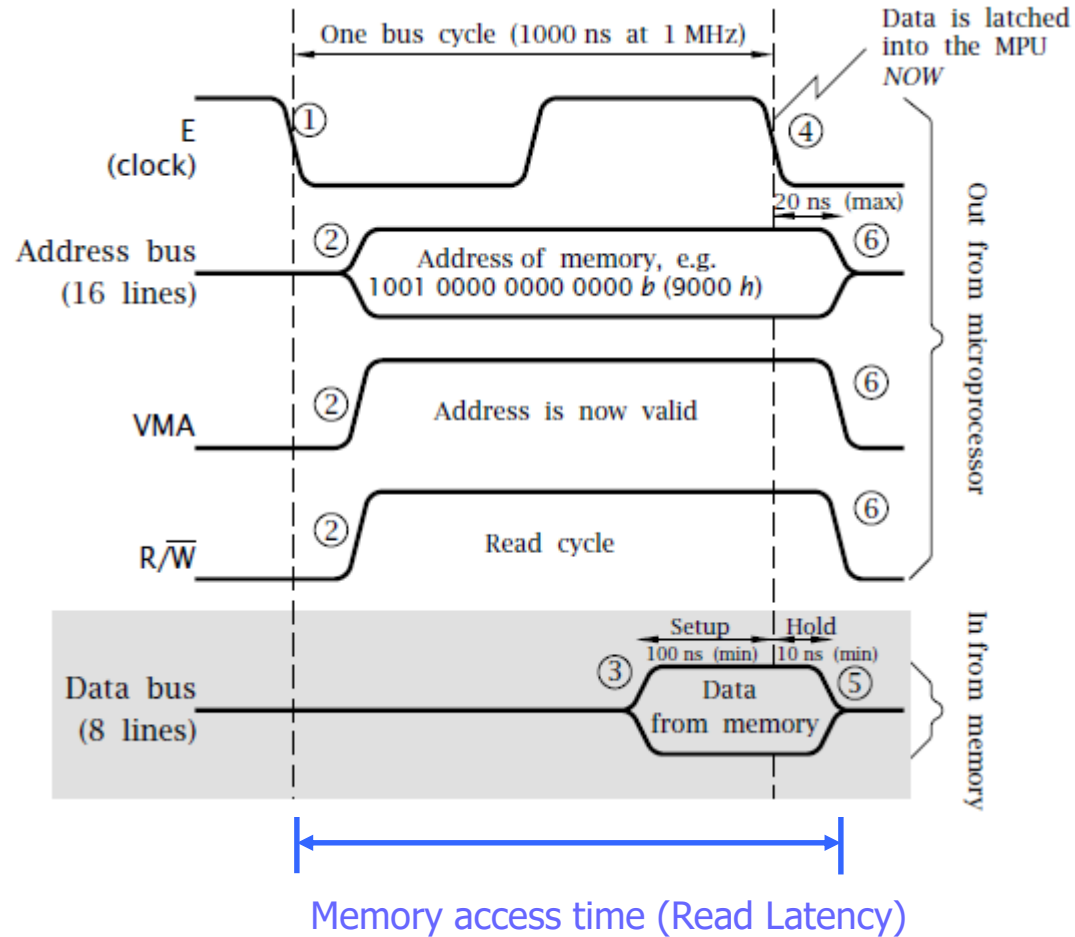 One bus cycle (1000 ns at 1 MHz)
Data is latched
into the MPU
NOW
E
(clock)
①
④
20 ns (max)
Address bus
(16 lines)
②
Address of memory, e.g.
1001 0000 0000 0000 b (9000 h)
⑥
VMA
②
Address is now valid
⑥
R/W̅
②
Read cycle
⑥
Out from microprocessor
Data bus
(8 lines)
③
Setup
100 ns (min)
Hold
10 ns (min)
Data
from memory
⑤
In from memory
Memory access time (Read Latency)